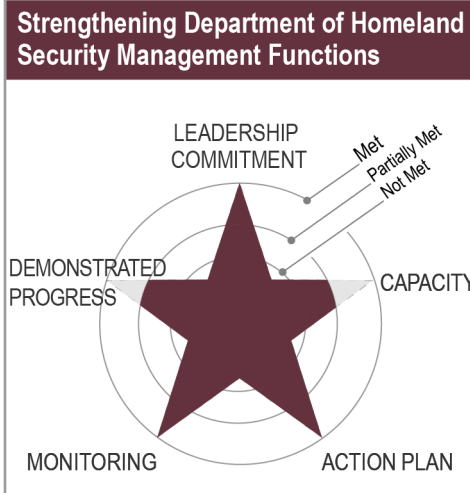 Strengthening Department of Homeland
Security Management Functions
LEADERSHIP
COMMITMENT
Met
Partially Met
Not Met
DEMONSTRATED
PROGRESS
CAPACITY
MONITORING
ACTION PLAN